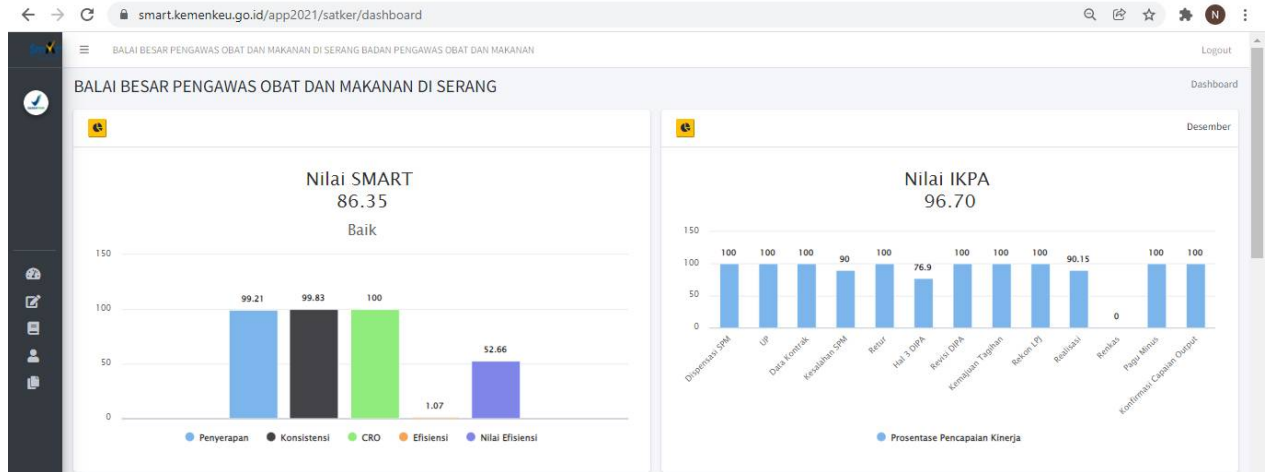 smart.kemenkeu.go.id/app2021/satker/dashboard
N
BALAI BESAR PENGAWAS OBAT DAN MAKANAN DI SERANG BADAN PENGAWAS OBAT DAN MAKANAN
Logout
BALAI BESAR PENGAWAS OBAT DAN MAKANAN DI SERANG
Dashboard
Nilai SMART
86.35
Baik
150
100
50
0
99.21
99.83
100
1.07
52.66
Penyerapan Konsistensi CRO Efisiensi Nilai Efisiensi
Desember
Nilai IKPA
96.70
150
100
50
0
100 100 100 90 100 76.9 100 100 100 90.15 0 100 100
Dispensasi SPM
UP
Data Kontrak
Kesalahan SPM
Retur
Hal 3 DIPA
Revisi DIPA
Kemajuan Tagihan
Rekon LPJ
Realisasi
Renkas
Pagu Minus
Konfirmasi Capaian Output
Prosentase Pencapaian Kinerja